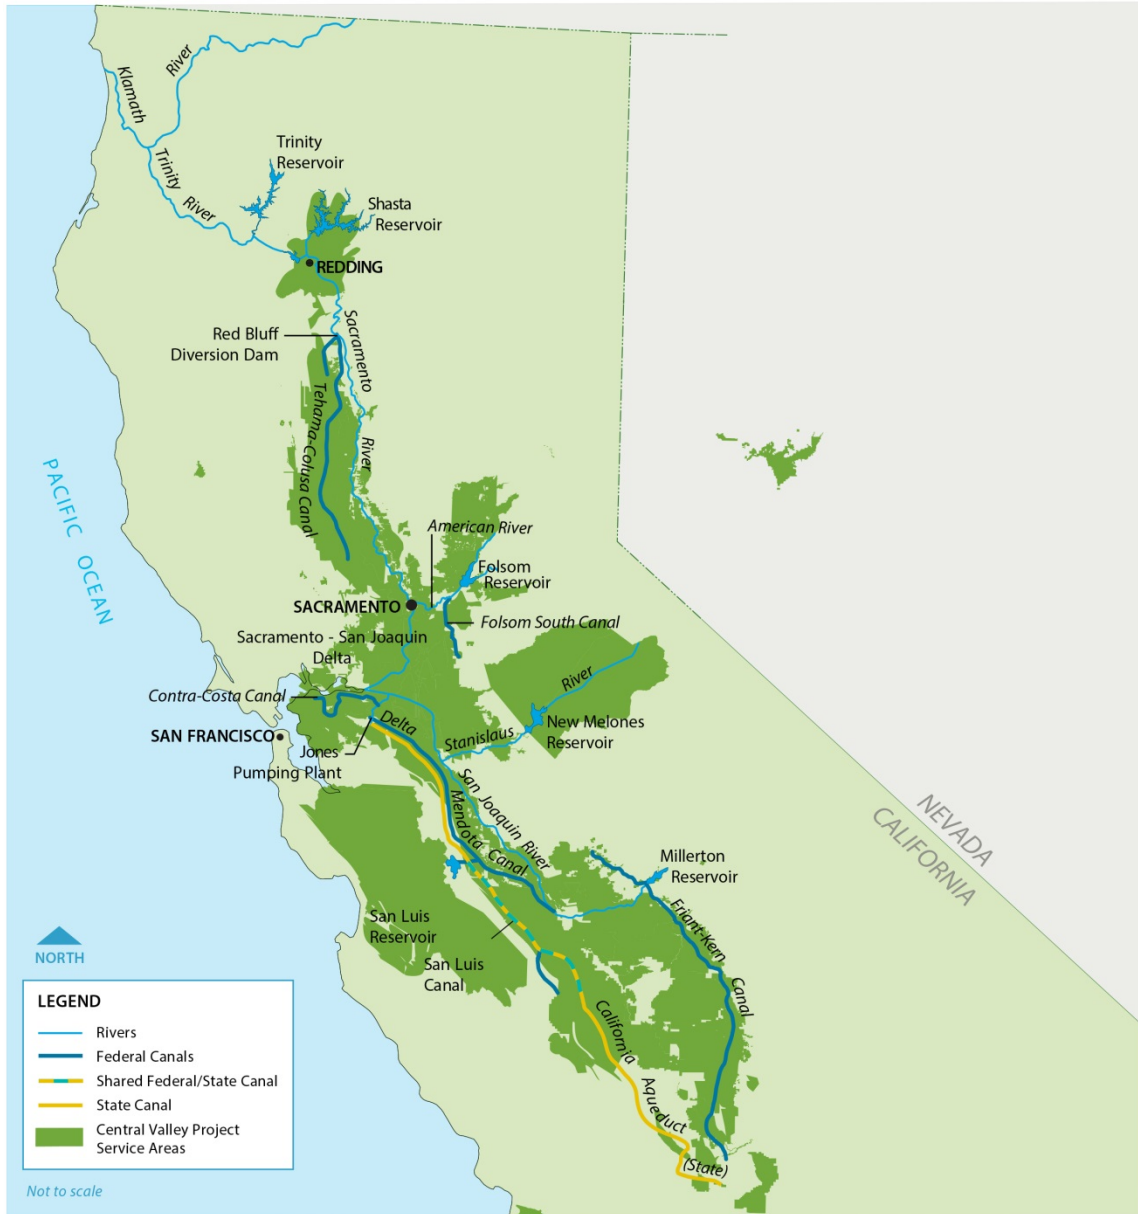 Klamath
River
Trinity
River
Trinity
Reservoir
Shasta
Reservoir
REDDING
Red Bluff
Diversion Dam
Sacramento
River
Tehama-Colusa Canal
PACIFIC OCEAN
American River
Folsom
Reservoir
SACRAMENTO
Folsom South Canal
Sacramento - San Joaquin
Delta
Contra-Costa Canal
River
Stanislaus
New Melones
Reservoir
SAN FRANCISCO
Jones
Pumping Plant
Delta
Mendota Canal
San Joaquin River
NEVADA
CALIFORNIA
Millerton
Reservoir
Friant-Kern
Canal
San Luis
Reservoir
San Luis
Canal
California
Aqueduct
(State)
NORTH
LEGEND
Rivers
Federal Canals
Shared Federal/State Canal
State Canal
Central Valley Project
Service Areas
Not to scale